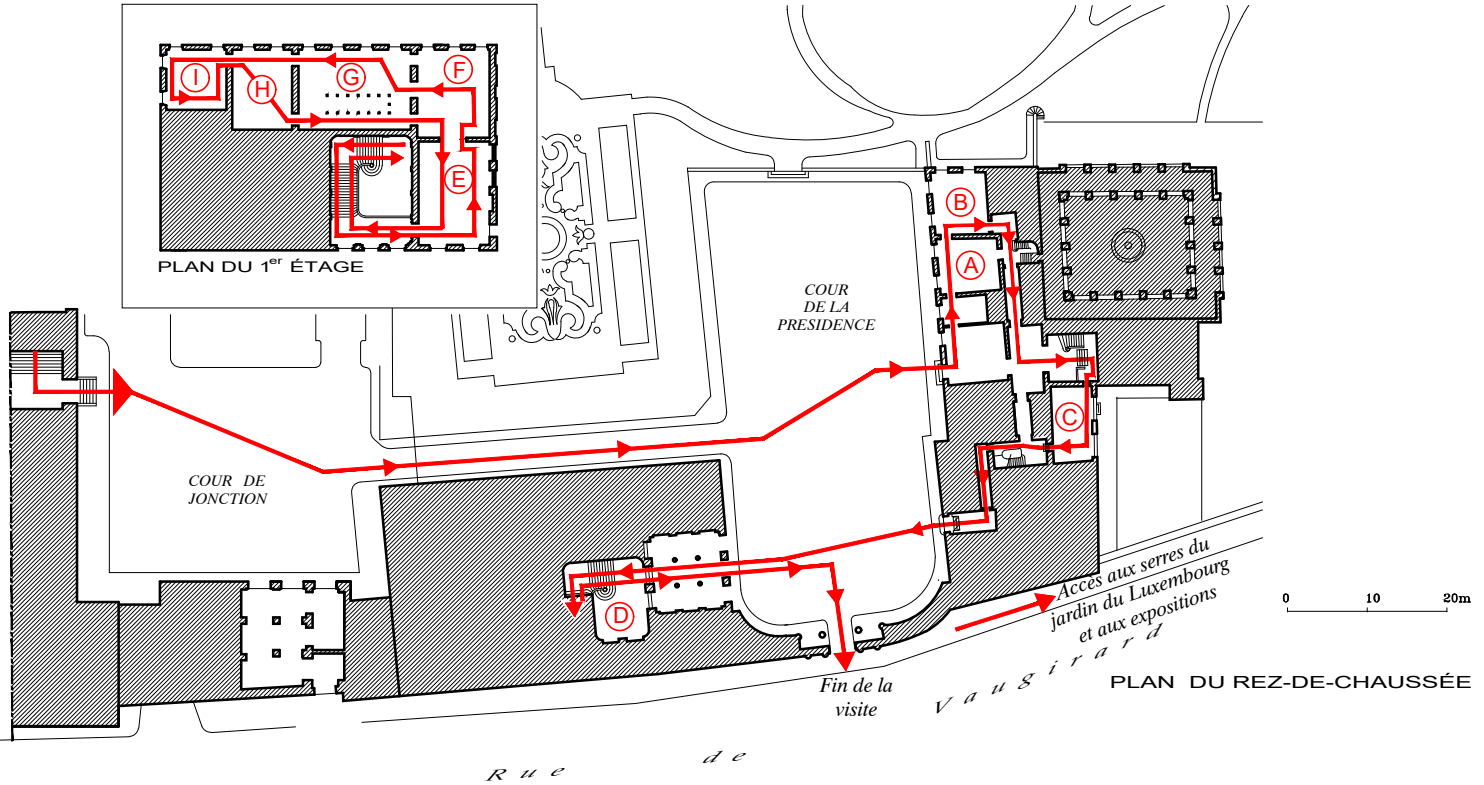 I
H
G
F
E
PLAN DU 1er ÉTAGE
B
A
COUR
DE LA
PRESIDENCE
C
COUR DE
JONCTION
D
Accès aux serres du
jardin du Luxembourg
et aux expositions
0 10 20m
Fin de la
visite
PLAN DU REZ-DE-CHAUSSÉE
Rue de Vaugirard